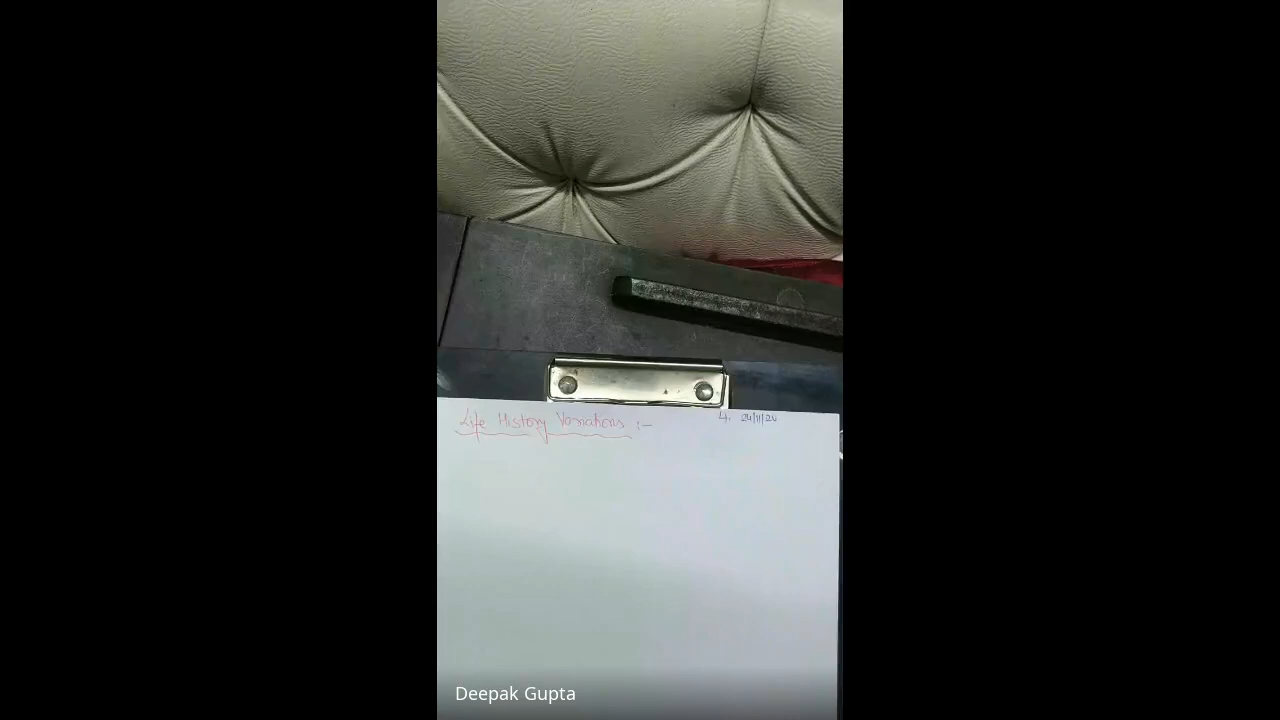 Life History Variations :- 4. 24/11/20
Deepak Gupta